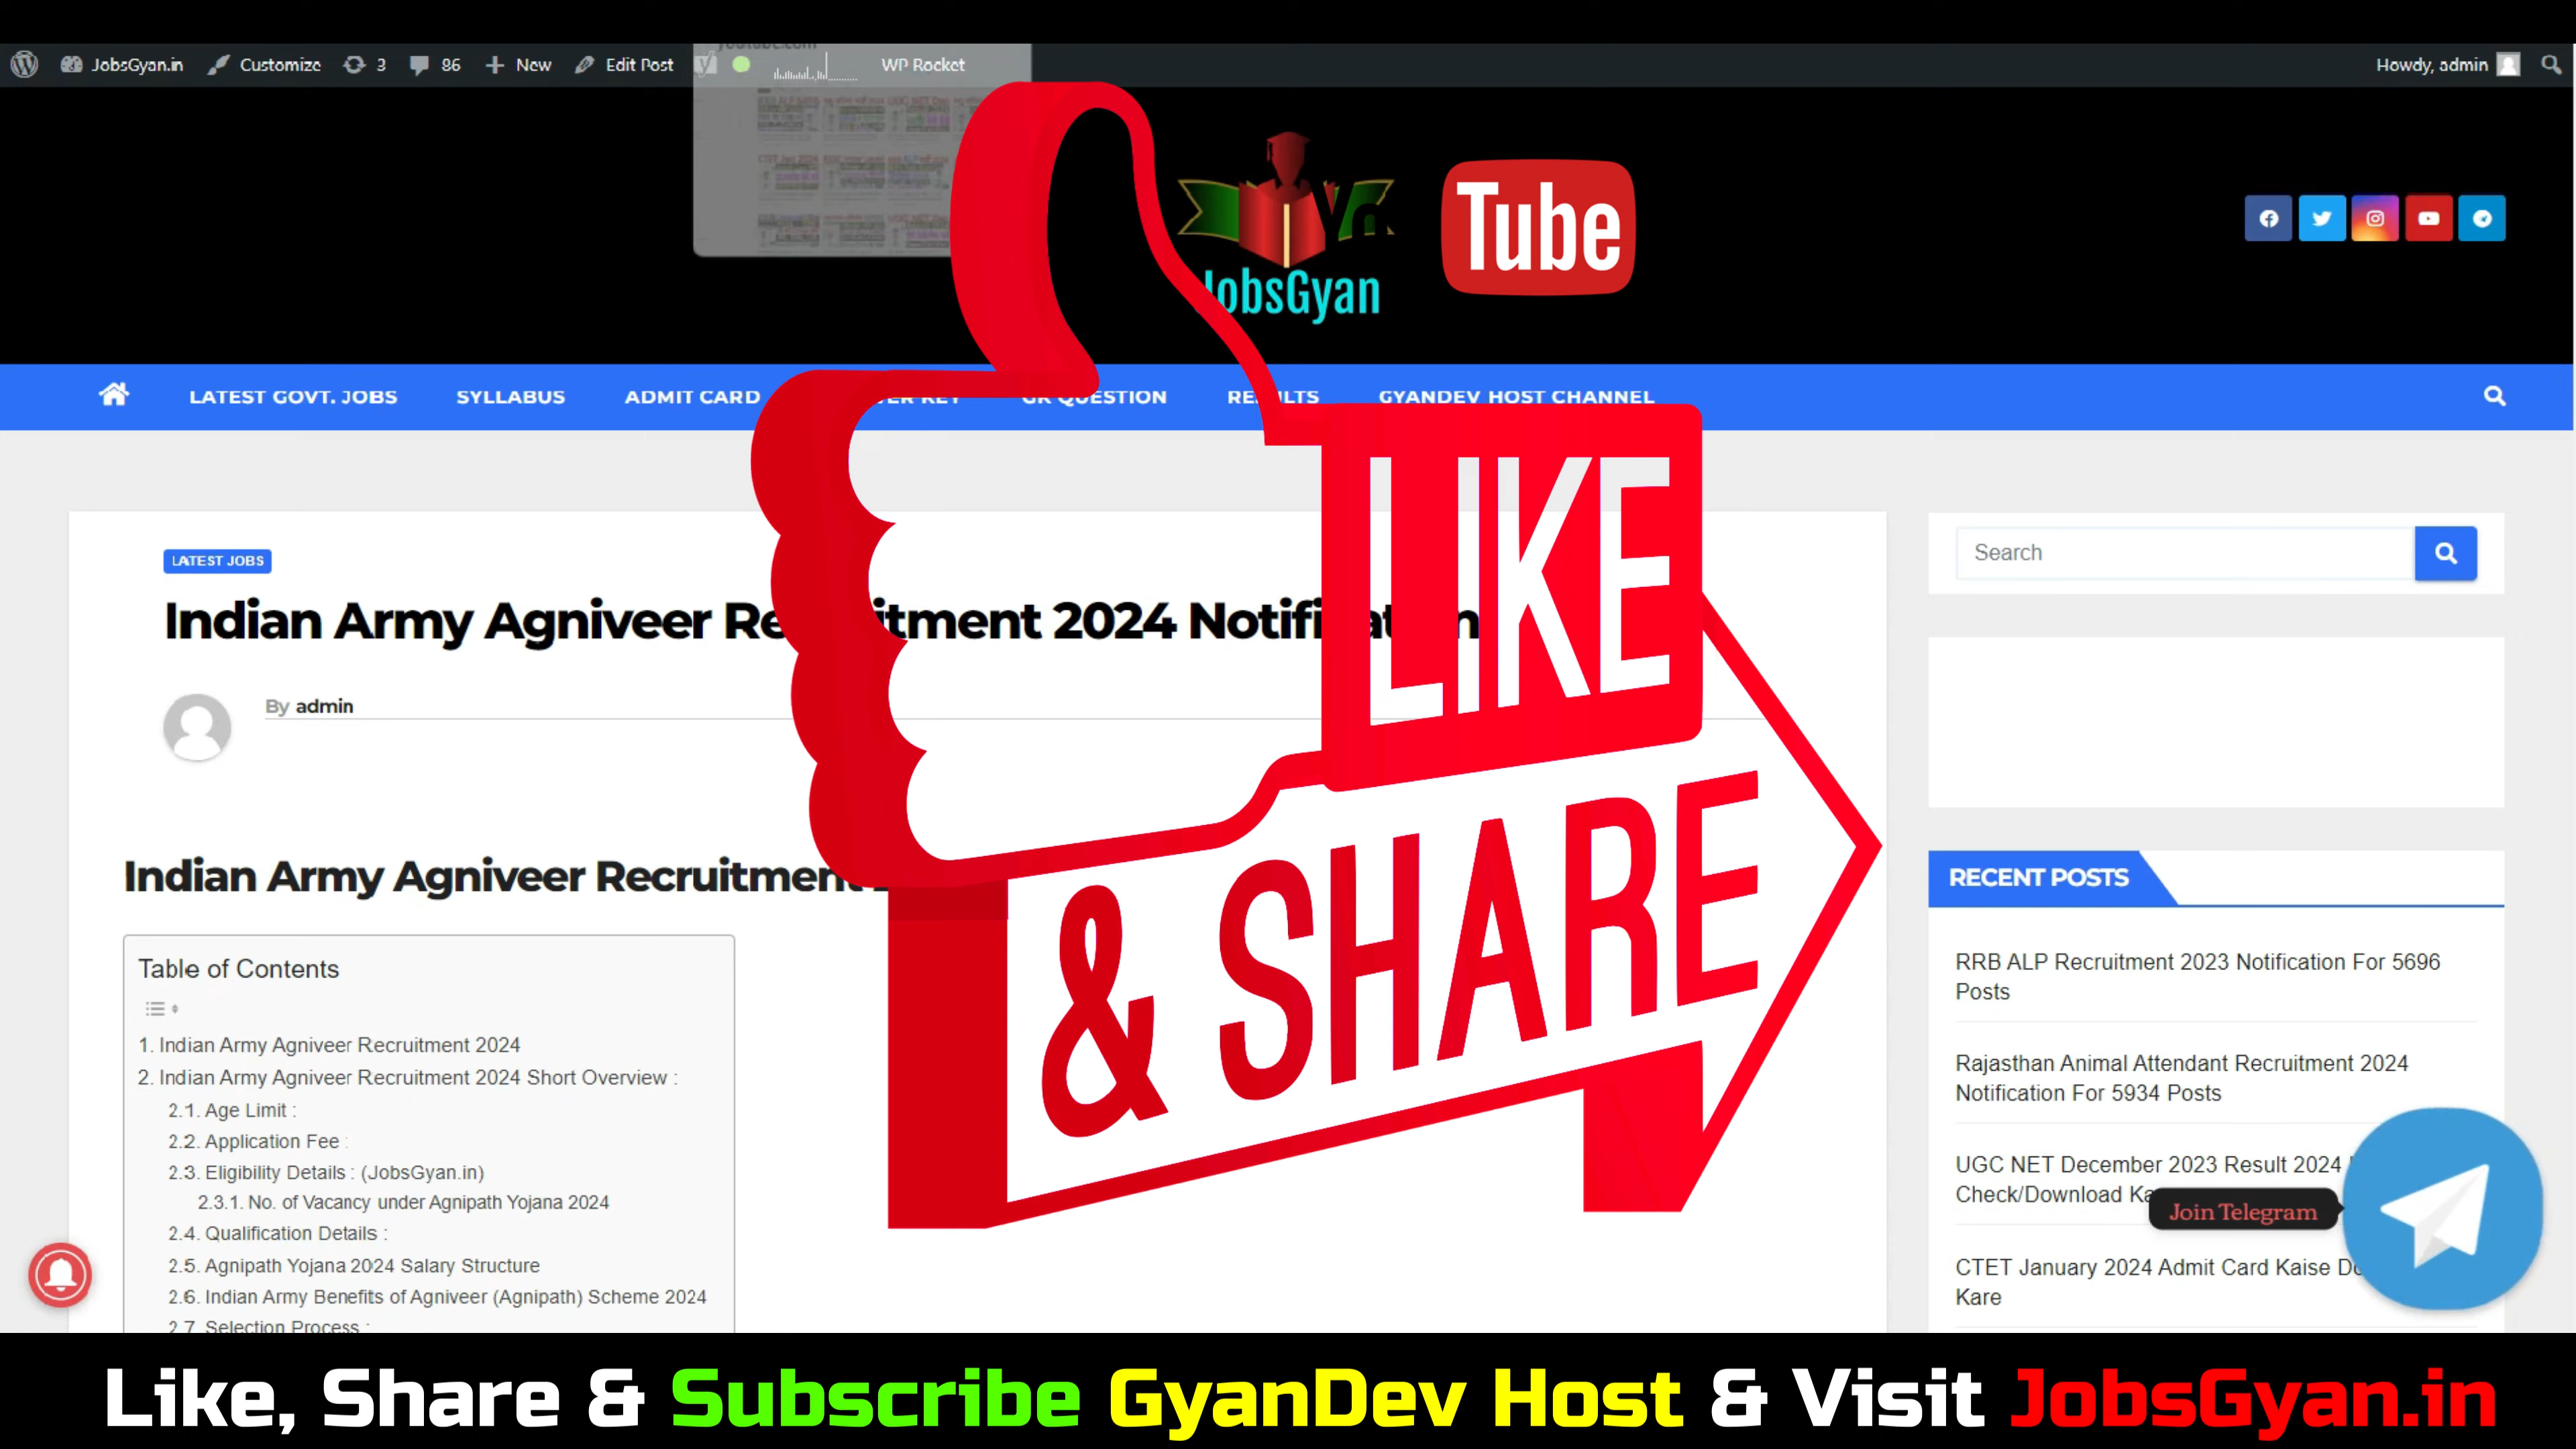 JobsGyan.in Customize 3 86 New Edit Post WP Rocket Howdy, admin
Tube
JobsGyan
LATEST GOVT. JOBS SYLLABUS ADMIT CARD KEY GK QUESTION RESULTS GYANDEV HOST CHANNEL
LATEST JOBS
Indian Army Agniveer Recruitment 2024 Notification
By admin
LIKE
& SHARE
Indian Army Agniveer Recruitment
Table of Contents
1. Indian Army Agniveer Recruitment 2024
2. Indian Army Agniveer Recruitment 2024 Short Overview :
2.1. Age Limit :
2.2. Application Fee :
2.3. Eligibility Details : (JobsGyan.in)
2.3.1. No. of Vacancy under Agnipath Yojana 2024
2.4. Qualification Details :
2.5. Agnipath Yojana 2024 Salary Structure
2.6. Indian Army Benefits of Agniveer (Agnipath) Scheme 2024
2.7. Selection Process :
Search
RECENT POSTS
RRB ALP Recruitment 2023 Notification For 5696
Posts
Rajasthan Animal Attendant Recruitment 2024
Notification For 5934 Posts
UGC NET December 2023 Result 2024
Check/Download
Join Telegram
CTET January 2024 Admit Card Kaise
Kare
Like, Share & Subscribe GyanDev Host & Visit JobsGyan.in